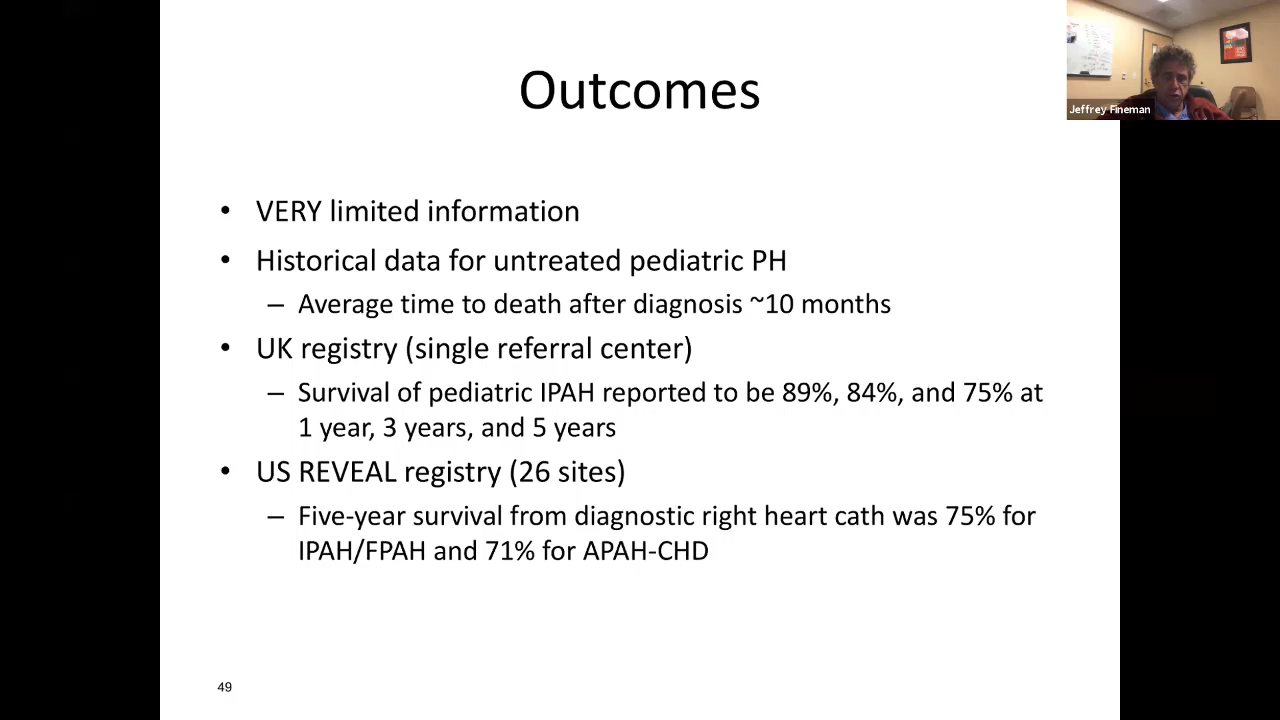 Outcomes
Jeffrey Fineman
• VERY limited information
• Historical data for untreated pediatric PH
– Average time to death after diagnosis ~10 months
• UK registry (single referral center)
– Survival of pediatric IPAH reported to be 89%, 84%, and 75% at
1 year, 3 years, and 5 years
• US REVEAL registry (26 sites)
– Five-year survival from diagnostic right heart cath was 75% for
IPAH/FPAH and 71% for APAH-CHD
49